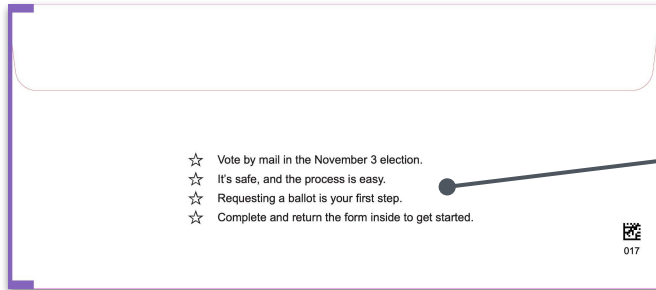 Vote by mail in the November 3 election.
It's safe, and the process is easy.
Requesting a ballot is your first step.
Complete and return the form inside to get started.
017